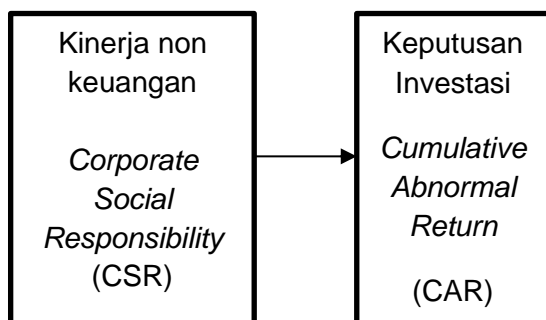 Kinerja non
keuangan
Corporate
Social
Responsibility
(CSR)
Keputusan
Investasi
Cumulative
Abnormal
Return
(CAR)